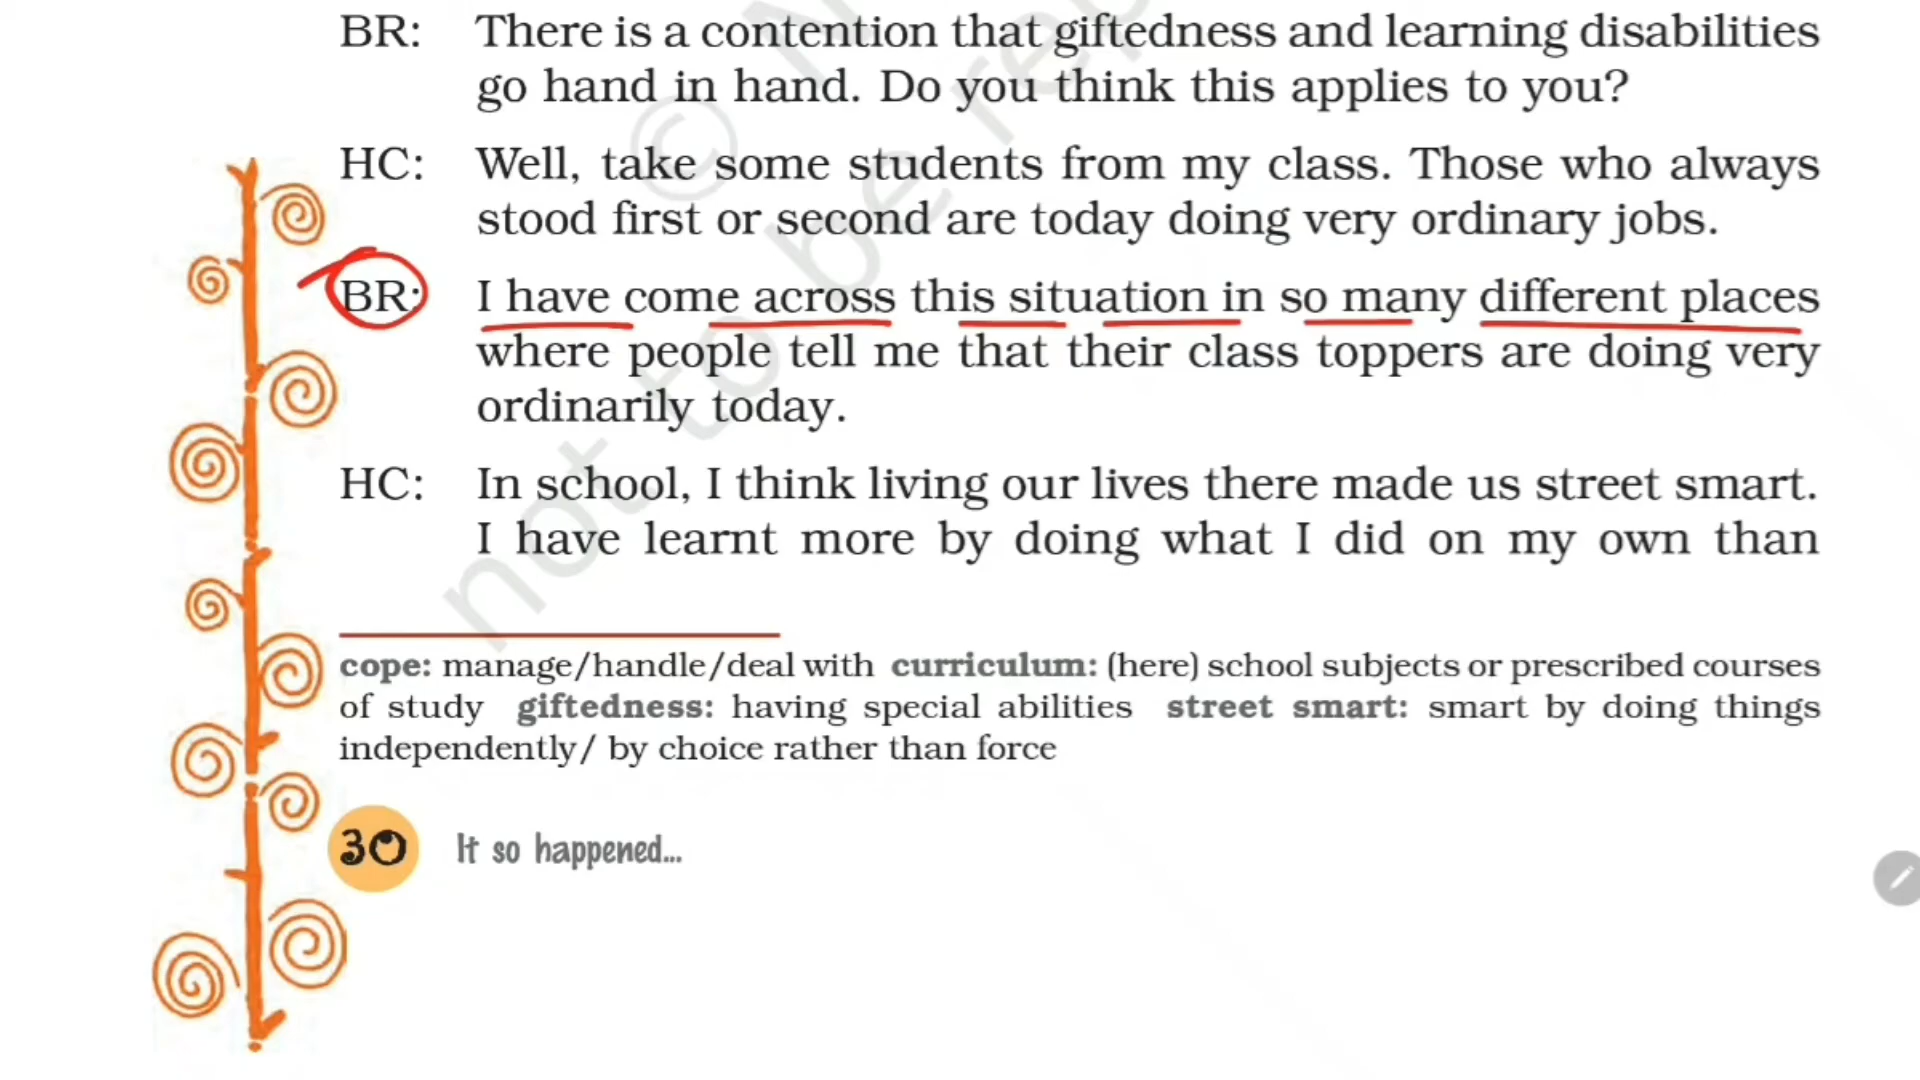 BR: There is a contention that giftedness and learning disabilities
go hand in hand. Do you think this applies to you?
HC: Well, take some students from my class. Those who always
stood first or second are today doing very ordinary jobs.
BR: I have come across this situation in so many different places
where people tell me that their class toppers are doing very
ordinarily today.
HC: In school, I think living our lives there made us street smart.
I have learnt more by doing what I did on my own than
cope: manage/handle/deal with curriculum: (here) school subjects or prescribed courses
of study giftedness: having special abilities street smart: smart by doing things
independently/ by choice rather than force
30 It so happened...
© N
not to be rep